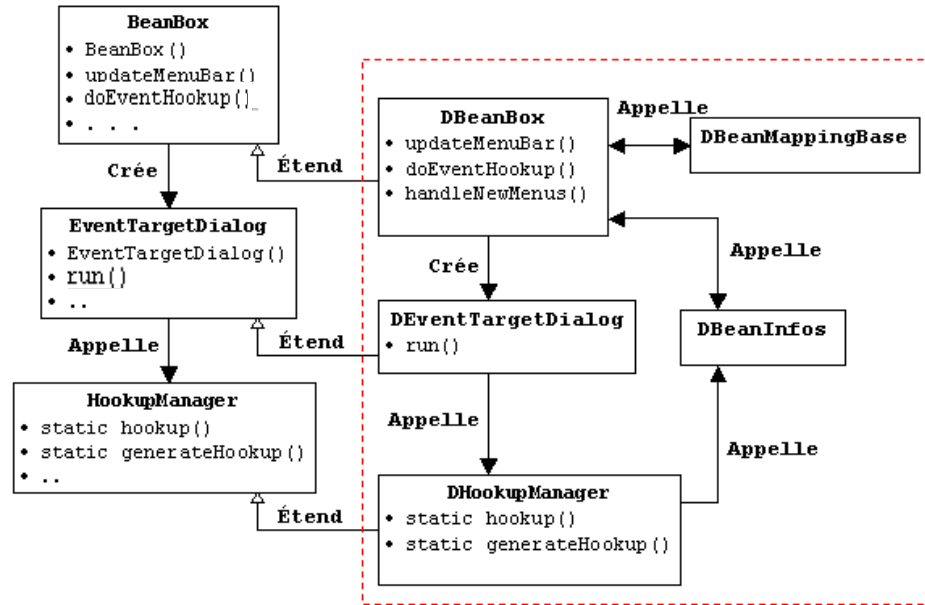 BeanBox
• BeanBox()
• updateMenuBar()
• doEventHookup()
• . . .
Crée
EventTargetDialog
• EventTargetDialog()
• run()
• ..
Appelle
HookupManager
• static hookup()
• static generateHookup()
• ..
Étend
Étend
Étend
DBeanBox
• updateMenuBar()
• doEventHookup()
• handleNewMenus()
Appelle
DBeanMappingBase
Crée
Appelle
DEventTargetDialog
• run()
DBeanInfos
Appelle
Appelle
DHookupManager
• static hookup()
• static generateHookup()